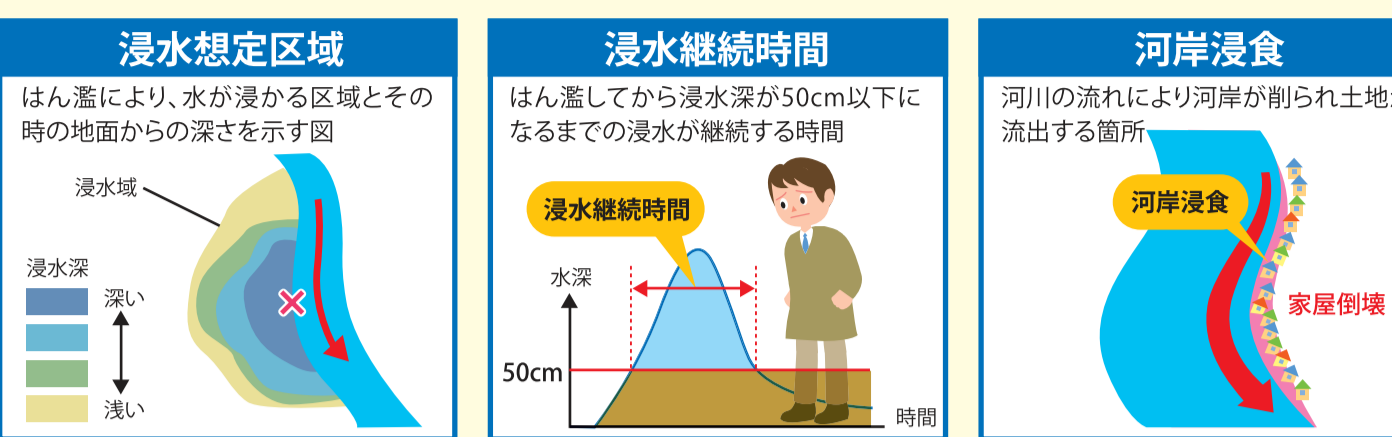 浸水想定区域
はん濫により、水が浸かる区域とその
時の地面からの深さを示す図
浸水域
浸水深
深い
浅い
浸水継続時間
はん濫してから浸水深が50cm以下に
なるまでの浸水が継続する時間
浸水継続時間
水深
50cm
時間
河岸浸食
河川の流れにより河岸が削られ土地
流出する箇所
河岸浸食
家屋倒壊